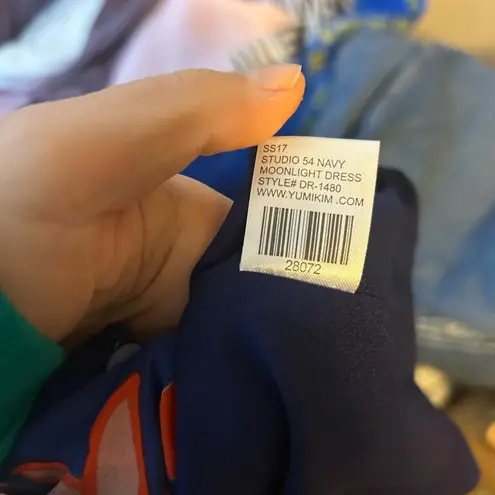 SS17
STUDIO 54 NAVY
MOONLIGHT DRESS
STYLE# DR-1480
WWW.YUMIKIM .COM
28072